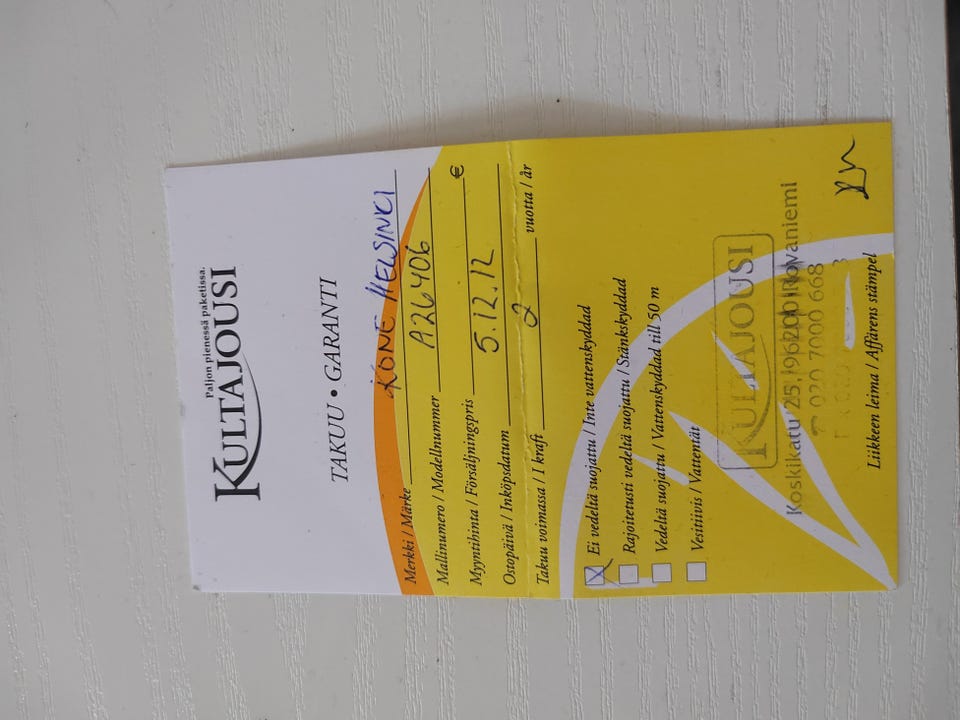 Paljon pienessä paketissa.
KULTAJOUSI
TAKUU • GARANTI
Merkki / Märke KONE HELSINKI
Mallinumero / Modellnummer A26406
Myyntihinta / Försäljningspris €
Ostopäivä / Inköpsdatum 5.12.12
Takuu voimassa / I kraft 2 vuotta / år
Ei vedeltä suojattu / Inte vattenskyddad
Rajoitetusti vedeltä suojattu / Stänkskyddad
Vedeltä suojattu / Vattenskyddad till 50 m
Vesitiivis / Vattentät
KULTAJOUSI
Koskikatu 25, 96200 Rovaniemi
020 7000 668
Liikkeen leima / Affärens stämpel